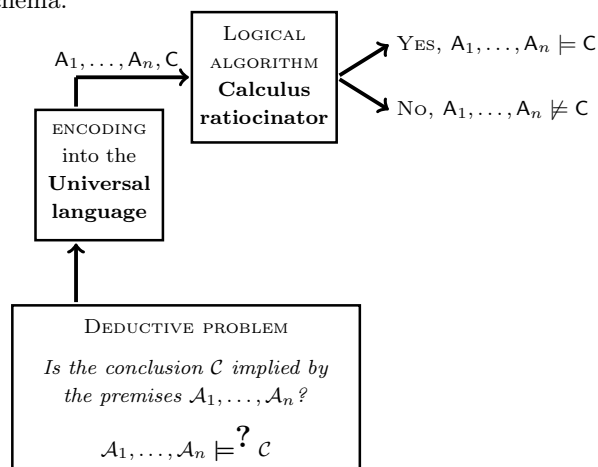 hema.
LOGICAL
ALGORITHM
Calculus
ratiocinator
A₁, . . . , Aₙ, C
YES, A₁, . . . , Aₙ ⊨ C
NO, A₁, . . . , Aₙ ⊭ C
ENCODING
into the
Universal
language
DEDUCTIVE PROBLEM
Is the conclusion 𝒞 implied by
the premises 𝒜₁, . . . , 𝒜ₙ?
𝒜₁, . . . , 𝒜ₙ ⊨? 𝒞